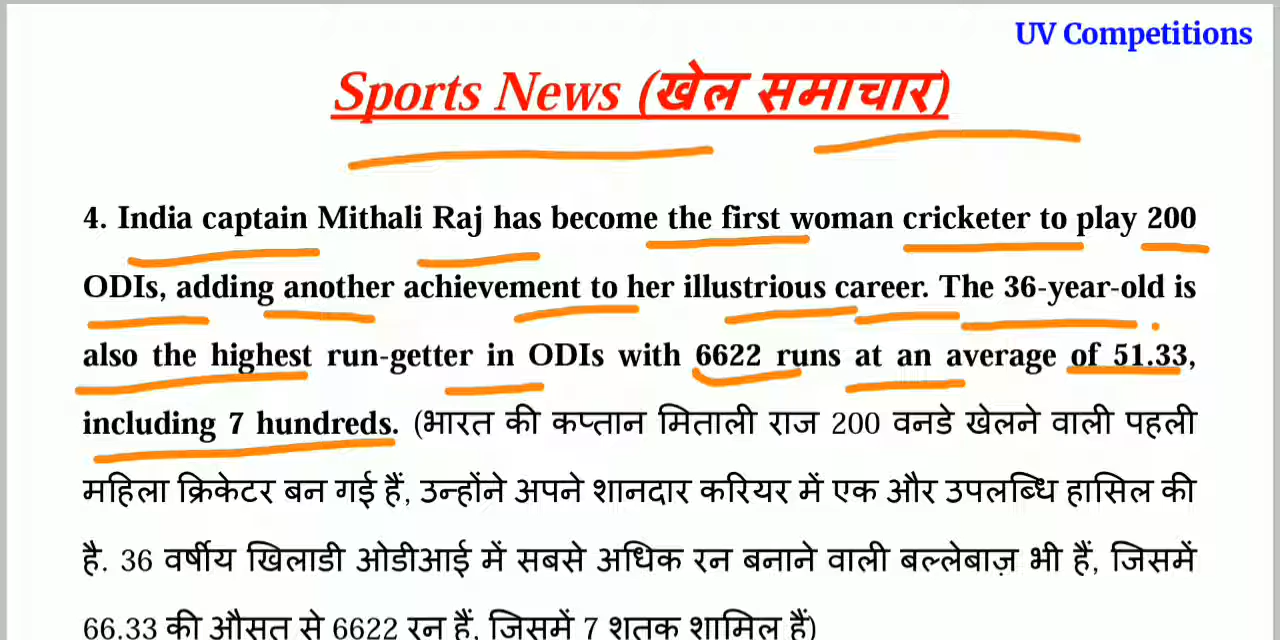 UV Competitions
Sports News (खेल समाचार)
4. India captain Mithali Raj has become the first woman cricketer to play 200
ODIs, adding another achievement to her illustrious career. The 36-year-old is
also the highest run-getter in ODIs with 6622 runs at an average of 51.33,
including 7 hundreds. (भारत की कप्तान मिताली राज 200 वनडे खेलने वाली पहली
महिला क्रिकेटर बन गई हैं, उन्होंने अपने शानदार करियर में एक और उपलब्धि हासिल की
है. 36 वर्षीय खिलाडी ओडीआई में सबसे अधिक रन बनाने वाली बल्लेबाज़ भी हैं, जिसमें
66.33 की औसत से 6622 रन हैं, जिसमें 7 शतक शामिल हैं)